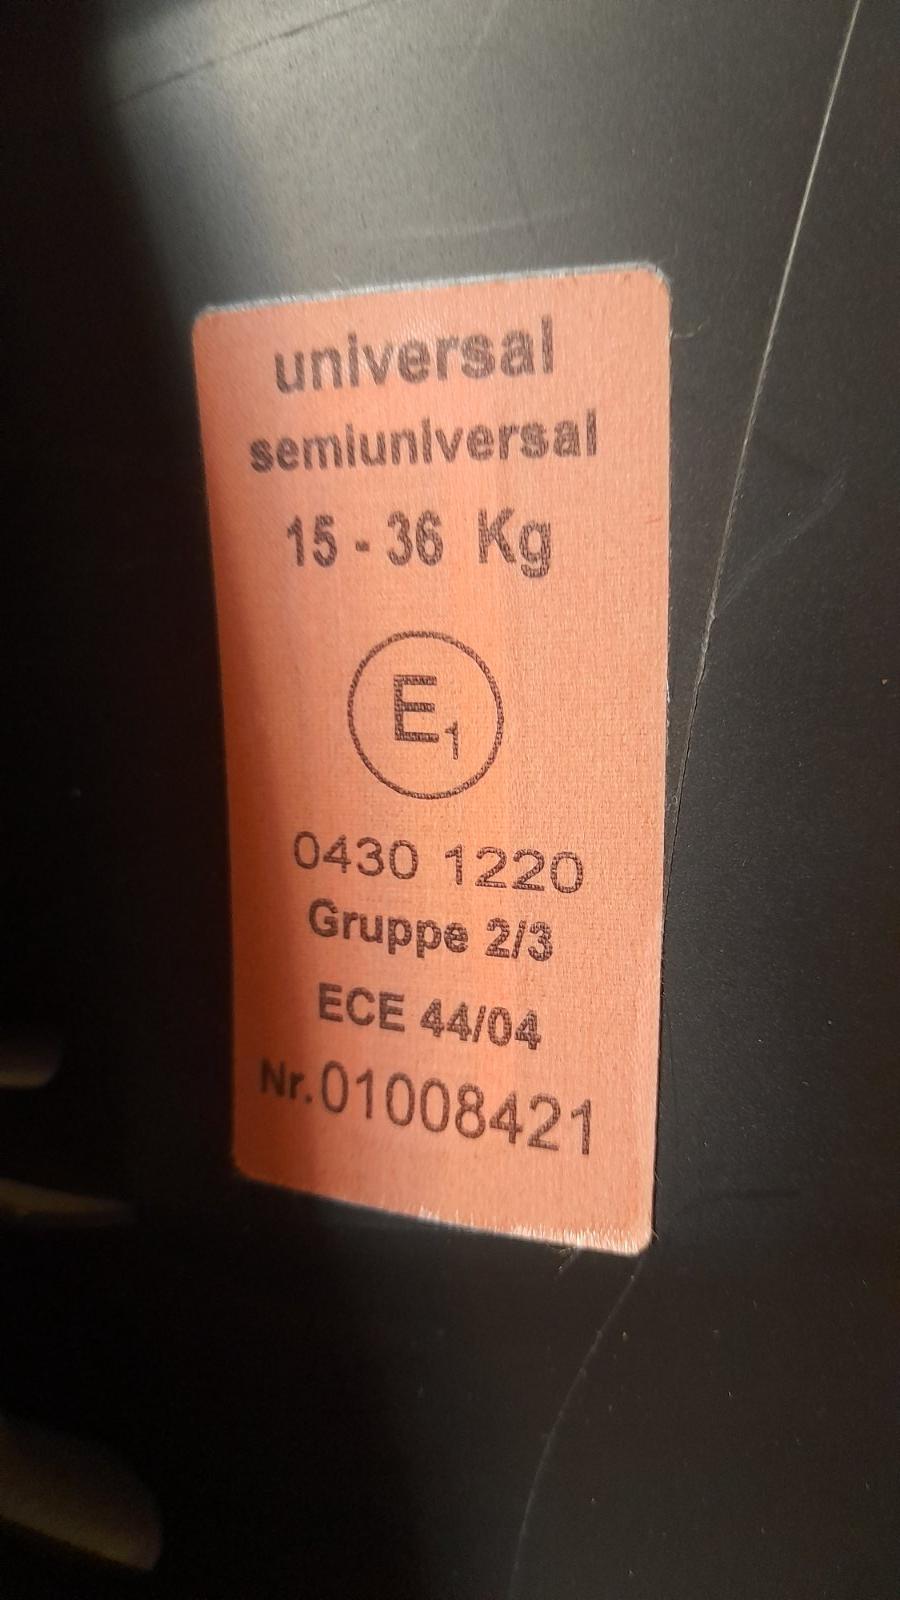 universal
semiuniversal
15 - 36 Kg
E1
0430 1220
Gruppe 2/3
ECE 44/04
Nr.01008421